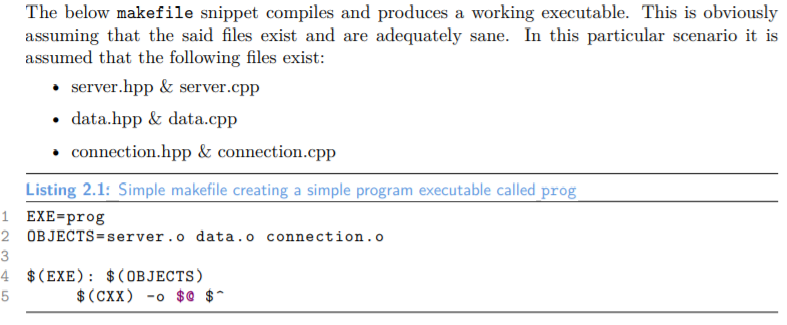 The below makefile snippet compiles and produces a working executable. This is obviously
assuming that the said files exist and are adequately sane. In this particular scenario it is
assumed that the following files exist:
• server.hpp & server.cpp
• data.hpp & data.cpp
• connection.hpp & connection.cpp
Listing 2.1: Simple makefile creating a simple program executable called prog
1 EXE=prog
2 OBJECTS=server.o data.o connection.o
3
4 $(EXE): $(OBJECTS)
5 $(CXX) -o $@ $^